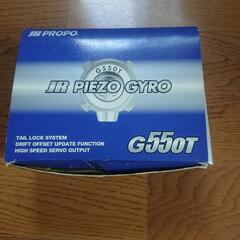 JR PROPO
G550T
JR PIEZO GYRO
TAIL LOCK SYSTEM
DRIFT OFFSET UPDATE FUNCTION
HIGH SPEED SERVO OUTPUT
G550T